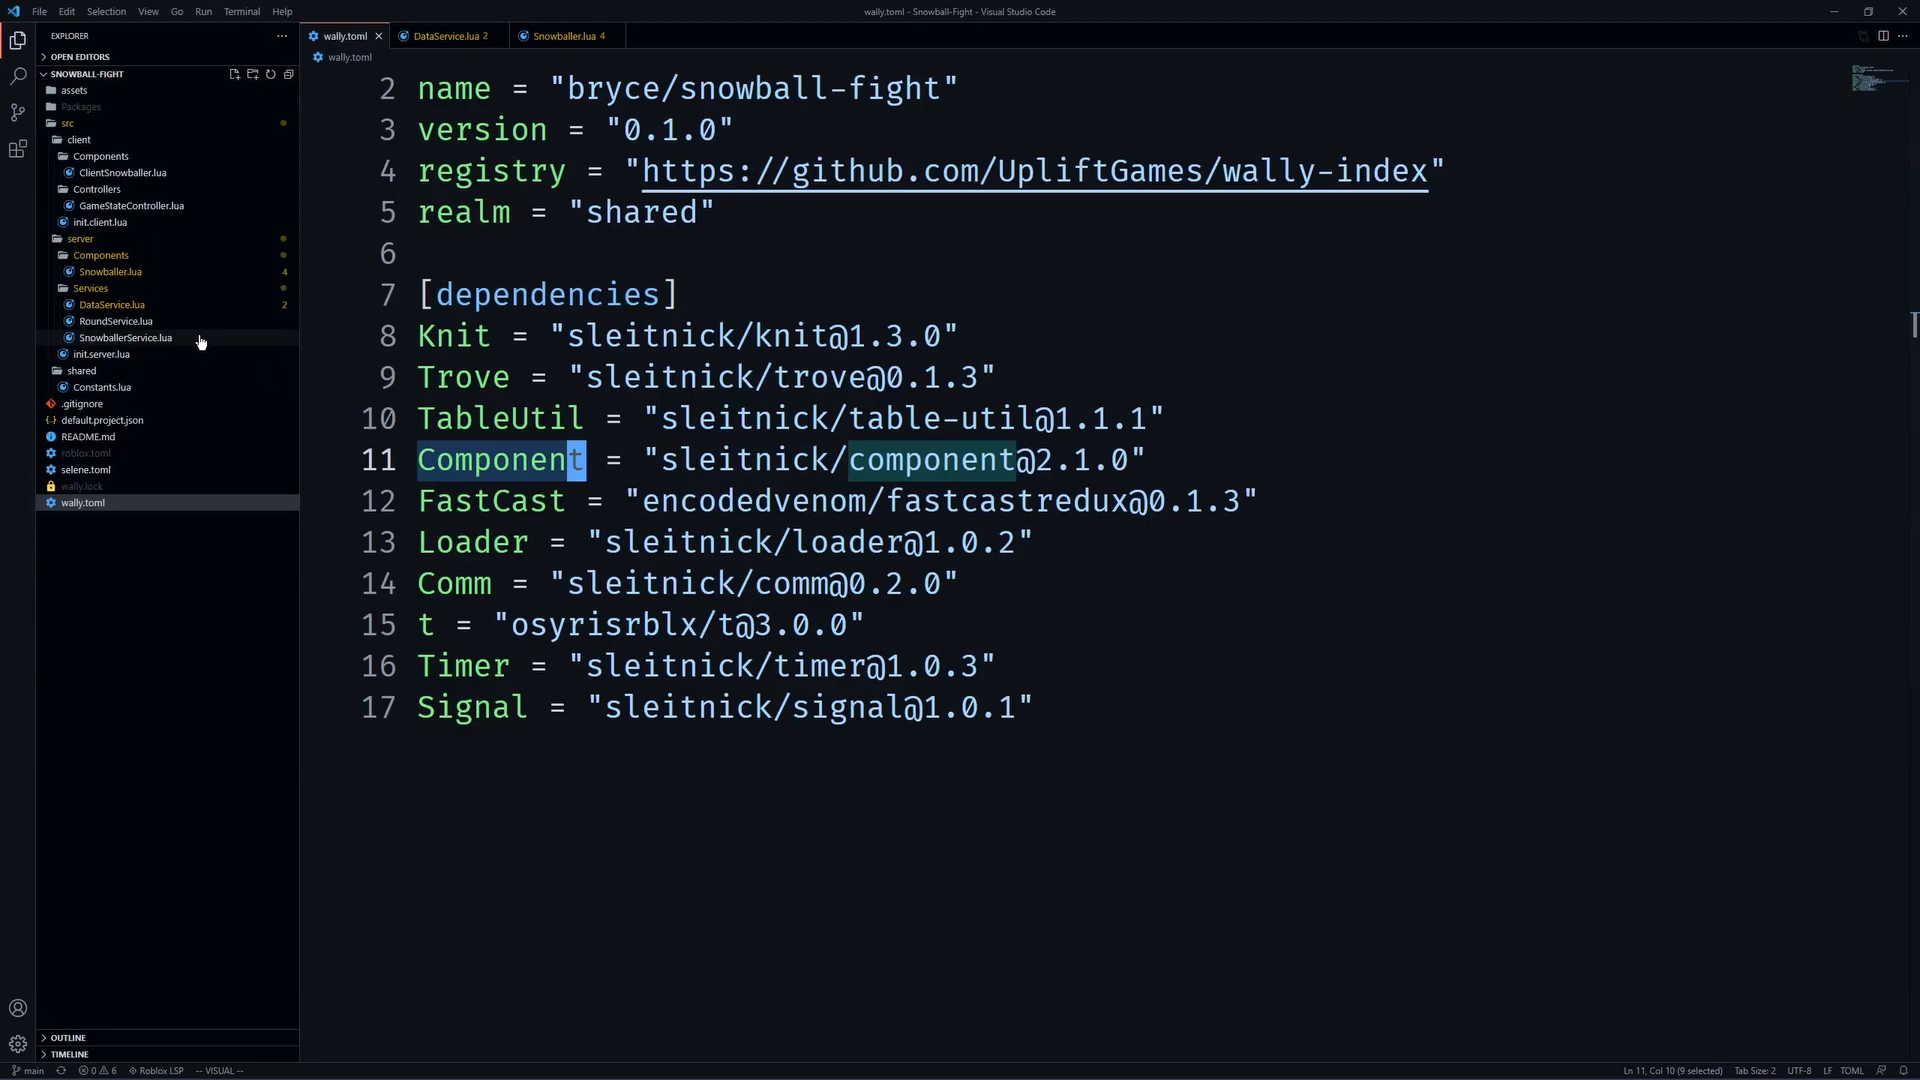 File Edit Selection View Go Run Terminal Help
wally.toml - Snowball-Fight - Visual Studio Code
EXPLORER
OPEN EDITORS
SNOWBALL-FIGHT
assets
Packages
src
client
Components
ClientSnowballer.lua
Controllers
GameStateController.lua
init.client.lua
server
Components
Snowballer.lua 4
Services
DataService.lua 2
RoundService.lua
SnowballerService.lua
init.server.lua
shared
Constants.lua
.gitignore
default.project.json
README.md
roblox.toml
selene.toml
wally.lock
wally.toml
OUTLINE
TIMELINE
wally.toml DataService.lua 2 Snowballer.lua 4
wally.toml
2 name = "bryce/snowball-fight"
3 version = "0.1.0"
4 registry = "https://github.com/UpliftGames/wally-index"
5 realm = "shared"
6
7 [dependencies]
8 Knit = "sleitnick/knit@1.3.0"
9 Trove = "sleitnick/trove@0.1.3"
10 TableUtil = "sleitnick/table-util@1.1.1"
11 Component = "sleitnick/component@2.1.0"
12 FastCast = "encodedvenom/fastcastredux@0.1.3"
13 Loader = "sleitnick/loader@1.0.2"
14 Comm = "sleitnick/comm@0.2.0"
15 t = "osyrisrblx/t@3.0.0"
16 Timer = "sleitnick/timer@1.0.3"
17 Signal = "sleitnick/signal@1.0.1"
main 0 6 Roblox LSP -- VISUAL -- Ln 11, Col 10 (9 selected) Tab Size: 2 UTF-8 LF TOML